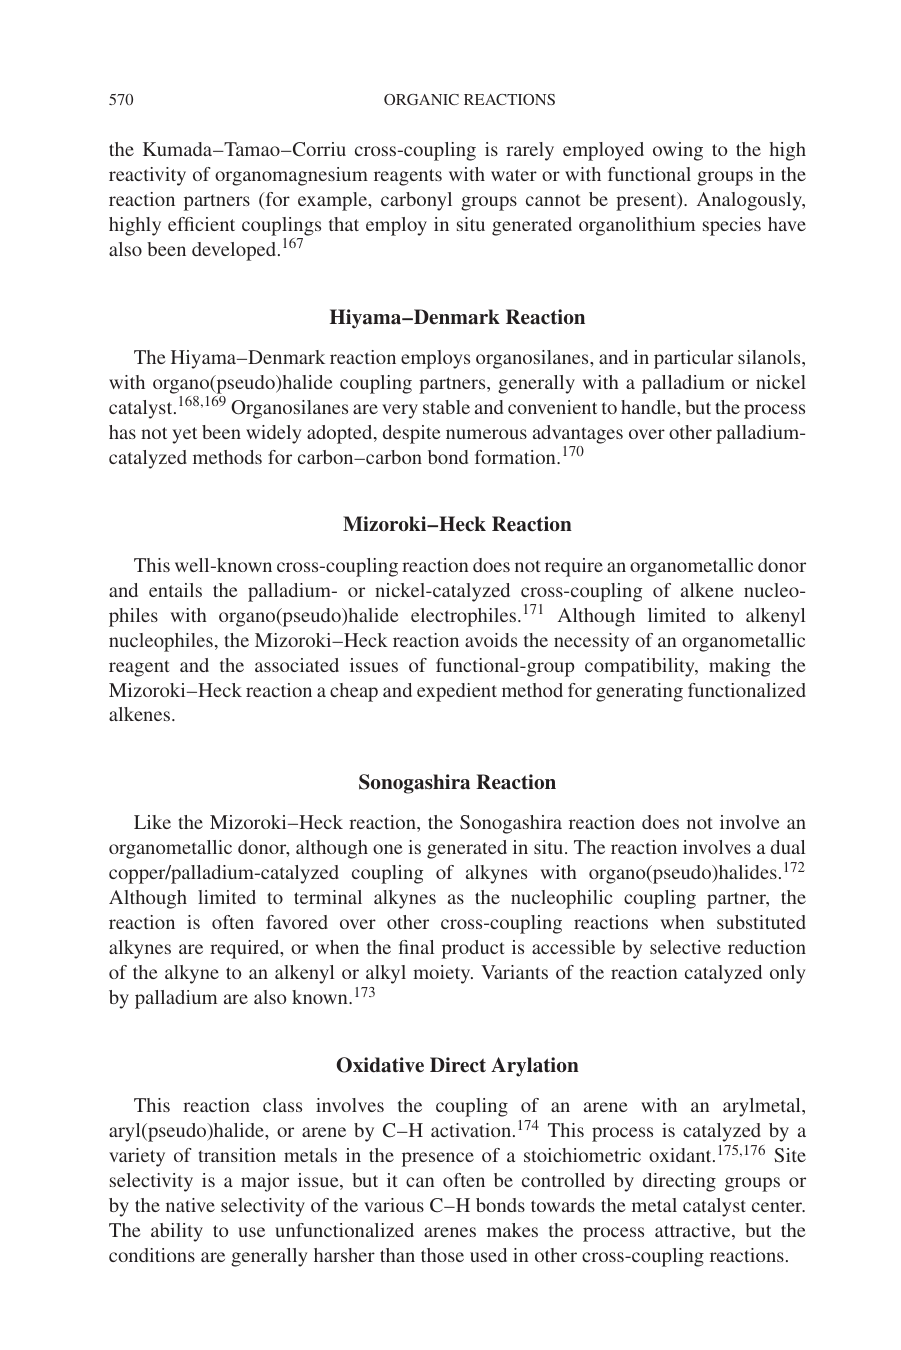 570 ORGANIC REACTIONS
the Kumada–Tamao–Corriu cross-coupling is rarely employed owing to the high
reactivity of organomagnesium reagents with water or with functional groups in the
reaction partners (for example, carbonyl groups cannot be present). Analogously,
highly efficient couplings that employ in situ generated organolithium species have
also been developed.167
Hiyama–Denmark Reaction
The Hiyama–Denmark reaction employs organosilanes, and in particular silanols,
with organo(pseudo)halide coupling partners, generally with a palladium or nickel
catalyst.168,169 Organosilanes are very stable and convenient to handle, but the process
has not yet been widely adopted, despite numerous advantages over other palladium-
catalyzed methods for carbon–carbon bond formation.170
Mizoroki–Heck Reaction
This well-known cross-coupling reaction does not require an organometallic donor
and entails the palladium- or nickel-catalyzed cross-coupling of alkene nucleo-
philes with organo(pseudo)halide electrophiles.171 Although limited to alkenyl
nucleophiles, the Mizoroki–Heck reaction avoids the necessity of an organometallic
reagent and the associated issues of functional-group compatibility, making the
Mizoroki–Heck reaction a cheap and expedient method for generating functionalized
alkenes.
Sonogashira Reaction
Like the Mizoroki–Heck reaction, the Sonogashira reaction does not involve an
organometallic donor, although one is generated in situ. The reaction involves a dual
copper/palladium-catalyzed coupling of alkynes with organo(pseudo)halides.172
Although limited to terminal alkynes as the nucleophilic coupling partner, the
reaction is often favored over other cross-coupling reactions when substituted
alkynes are required, or when the final product is accessible by selective reduction
of the alkyne to an alkenyl or alkyl moiety. Variants of the reaction catalyzed only
by palladium are also known.173
Oxidative Direct Arylation
This reaction class involves the coupling of an arene with an arylmetal,
aryl(pseudo)halide, or arene by C–H activation.174 This process is catalyzed by a
variety of transition metals in the presence of a stoichiometric oxidant.175,176 Site
selectivity is a major issue, but it can often be controlled by directing groups or
by the native selectivity of the various C–H bonds towards the metal catalyst center.
The ability to use unfunctionalized arenes makes the process attractive, but the
conditions are generally harsher than those used in other cross-coupling reactions.